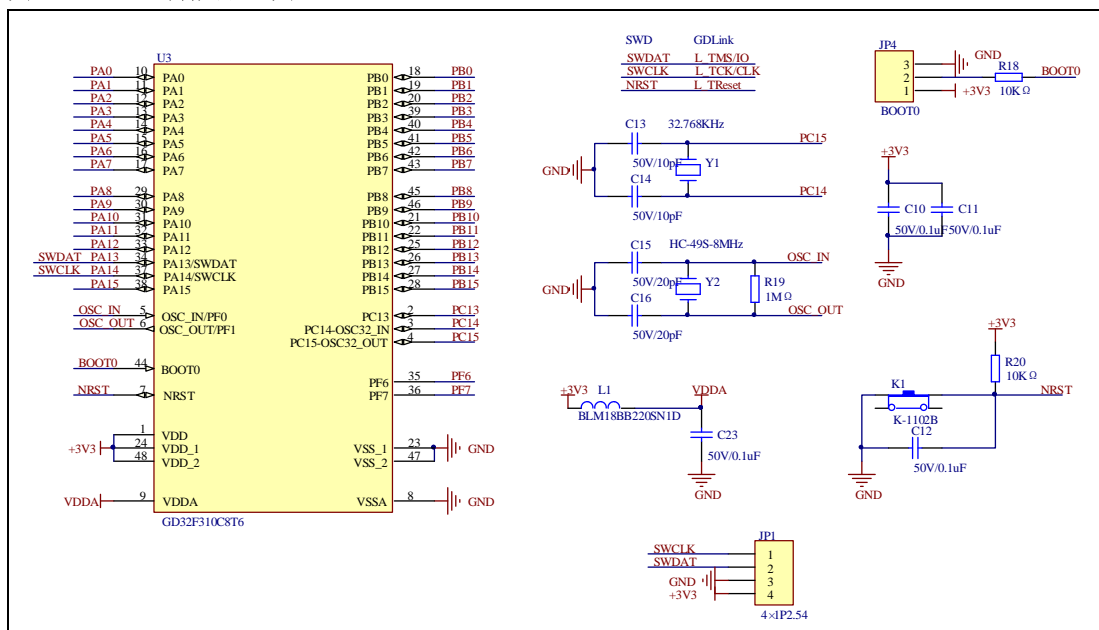 U3
PA0 10 PA0 PB0 18 PB0
PA1 11 PA1 PB1 19 PB1
PA2 12 PA2 PB2 20 PB2
PA3 13 PA3 PB3 39 PB3
PA4 14 PA4 PB4 40 PB4
PA5 15 PA5 PB5 41 PB5
PA6 16 PA6 PB6 42 PB6
PA7 17 PA7 PB7 43 PB7
PA8 29 PA8 PB8 45 PB8
PA9 30 PA9 PB9 46 PB9
PA10 31 PA10 PB10 21 PB10
PA11 32 PA11 PB11 22 PB11
PA12 33 PA12 PB12 25 PB12
SWDAT PA13 34 PA13/SWDAT PB13 26 PB13
SWCLK PA14 37 PA14/SWCLK PB14 27 PB14
PA15 38 PA15 PB15 28 PB15
OSC_IN 5 OSC_IN/PF0 PC13 2 PC13
OSC_OUT 6 OSC_OUT/PF1 PC14-OSC32_IN 3 PC14
PC15-OSC32_OUT 4 PC15
BOOT0 44 BOOT0
PF6 35 PF6
NRST 7 NRST PF7 36 PF7
1 VDD
+3V3 24 VDD_1 VSS_1 23 GND
48 VDD_2 VSS_2 47
VDDA 9 VDDA VSSA 8 GND
GD32F310C8T6
SWD GDLink
SWDAT L_TMS/IO
SWCLK L_TCK/CLK
NRST L_TReset
C13 32.768KHz PC15
50V/10pF Y1
GND
C14 PC14
50V/10pF
C15 HC-49S-8MHz OSC_IN
50V/20pF Y2 R19
GND 1MΩ
C16 OSC_OUT
50V/20pF
+3V3 L1 VDDA
BLM18BB220SN1D
C23
50V/0.1uF
GND
JP1
SWCLK 1
SWDAT 2
GND 3
+3V3 4
4×1P2.54
JP4
3 GND
2 R18 BOOT0
1 +3V3 10KΩ
BOOT0
+3V3
C10 C11
50V/0.1uF 50V/0.1uF
GND
+3V3
R20
10KΩ
K1 NRST
K-1102B
C12
50V/0.1uF
GND